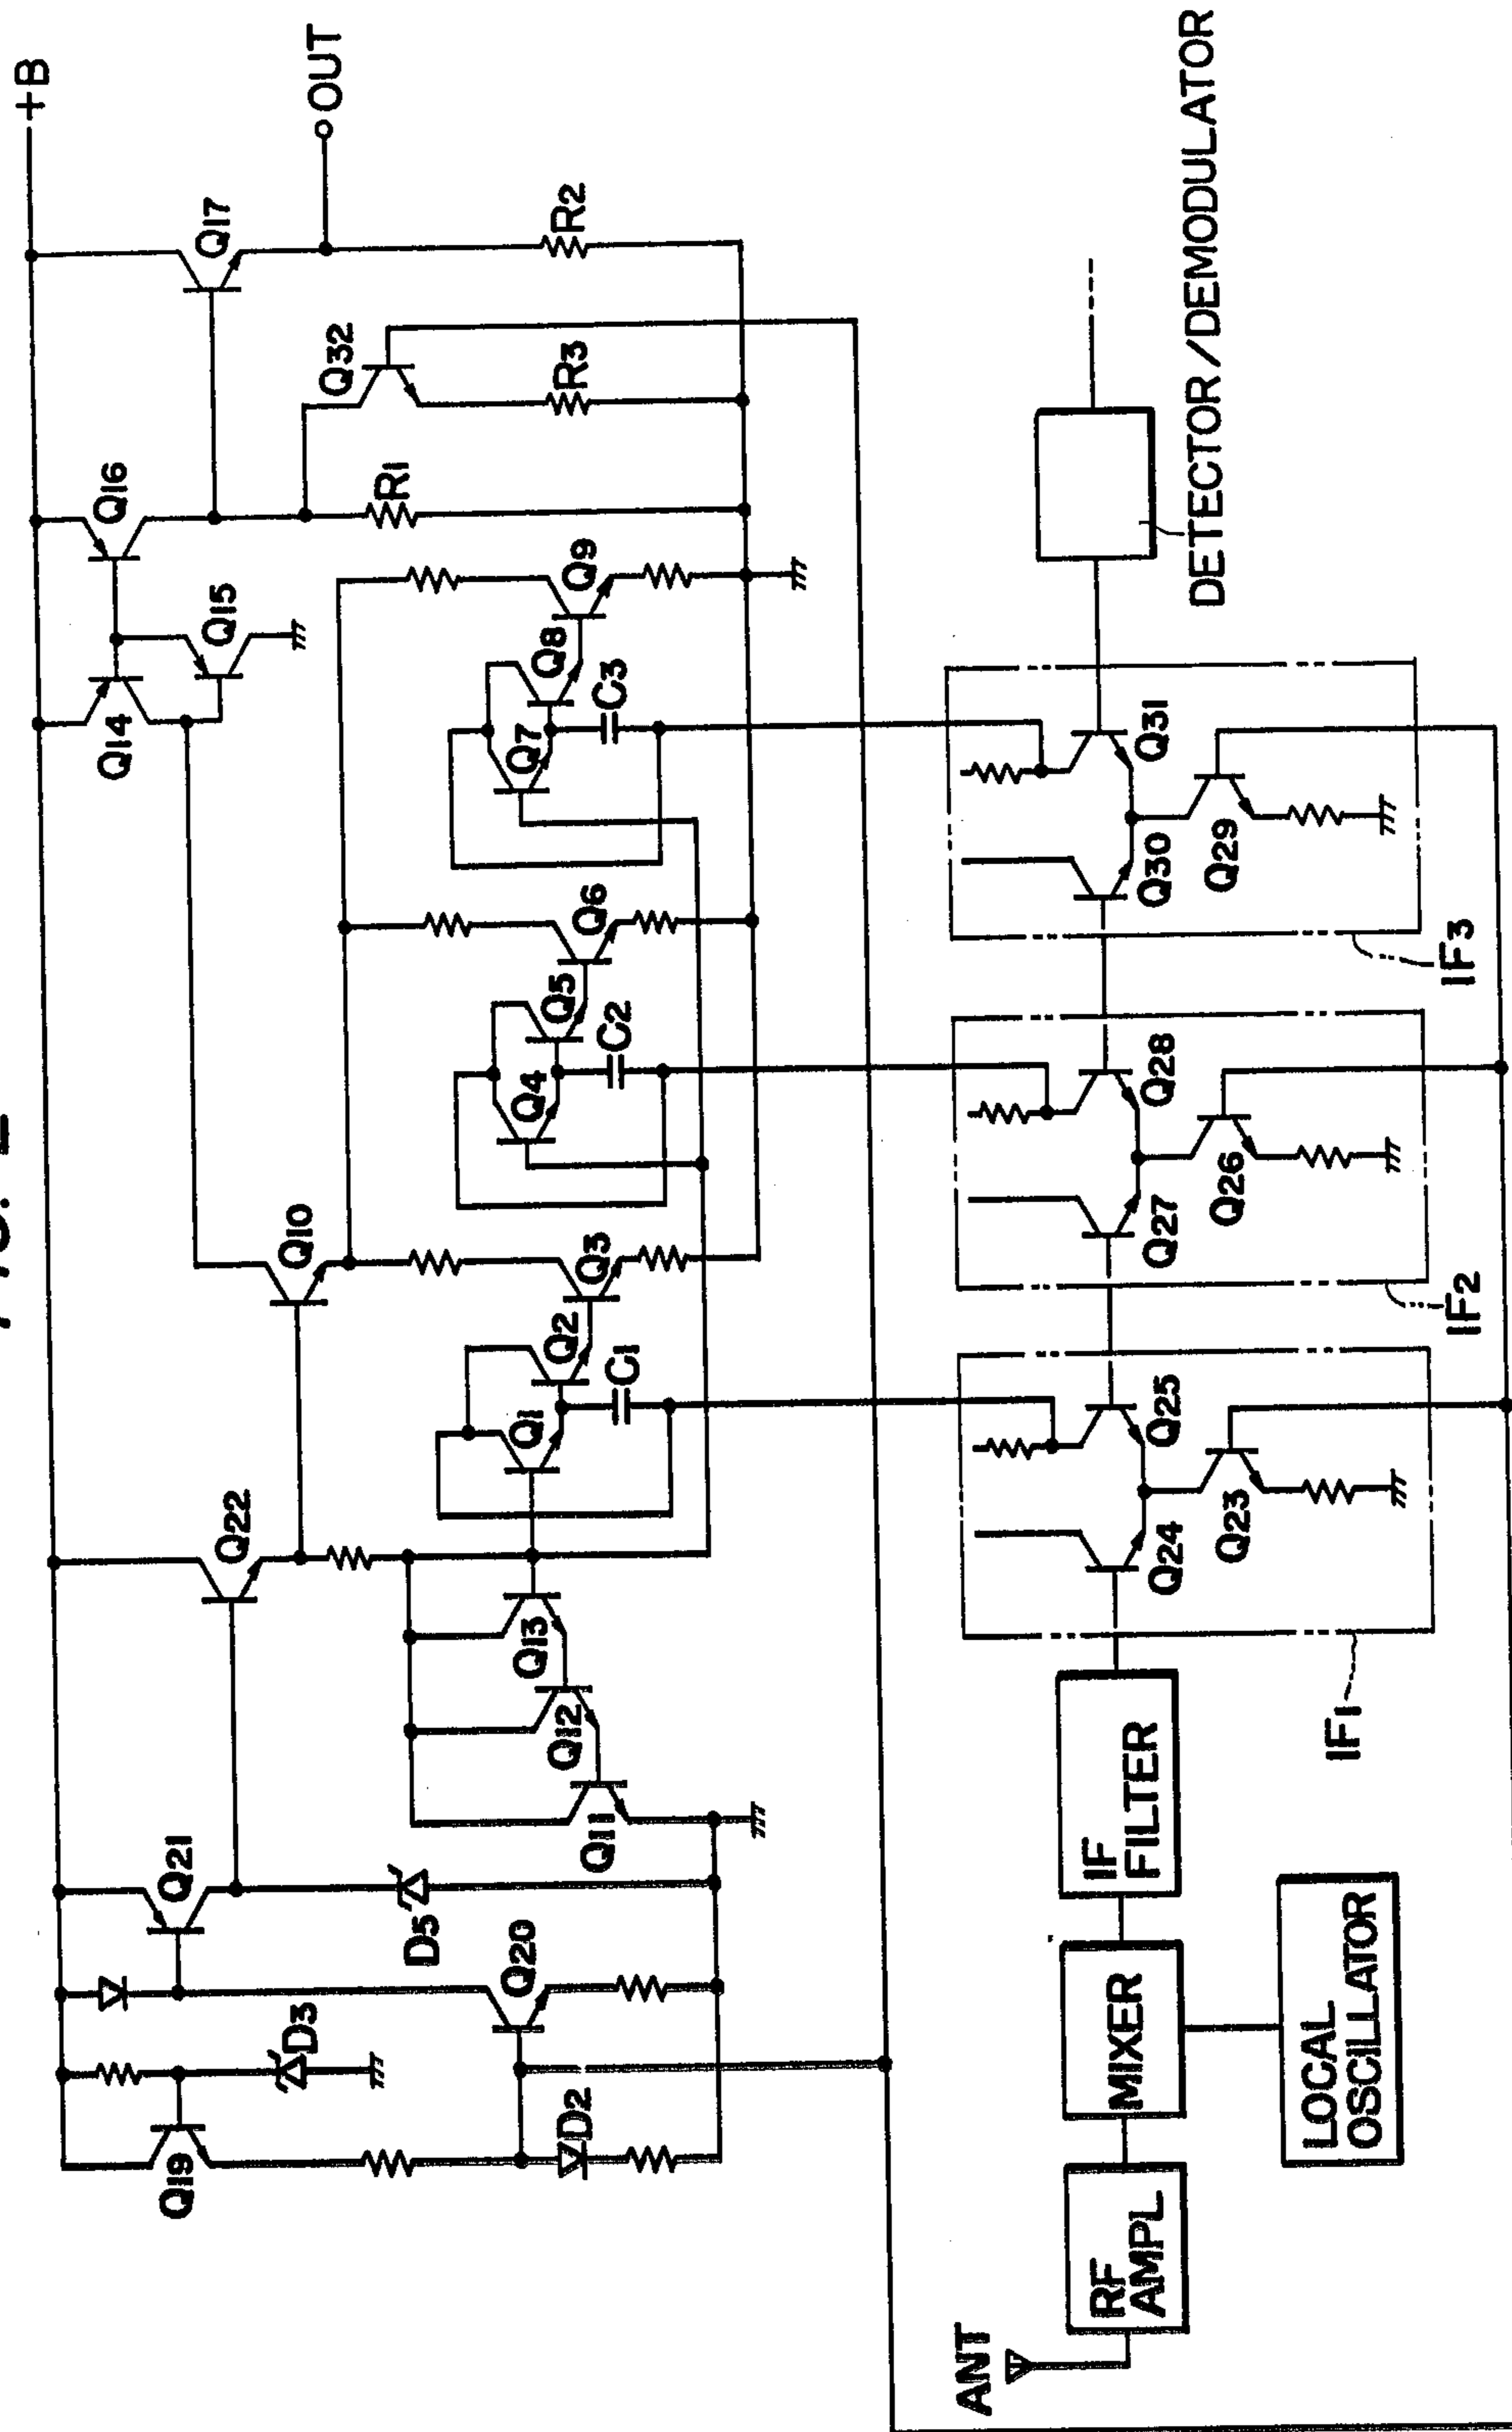 +B
OUT
Q17
Q32
R2
R3
Q16
R1
Q14
Q15
Q9
Q8
Q7
C3
Q6
Q5
Q4
C2
Q10
Q3
Q2
Q1
C1
Q22
Q13
Q12
Q11
Q21
D5
Q20
D3
D2
Q19
DETECTOR/DEMODULATOR
Q31
Q30
Q29
IF3
Q28
Q27
Q26
IF2
Q25
Q24
Q23
IF1
IF
FILTER
MIXER
LOCAL
OSCILLATOR
RF
AMPL
ANT